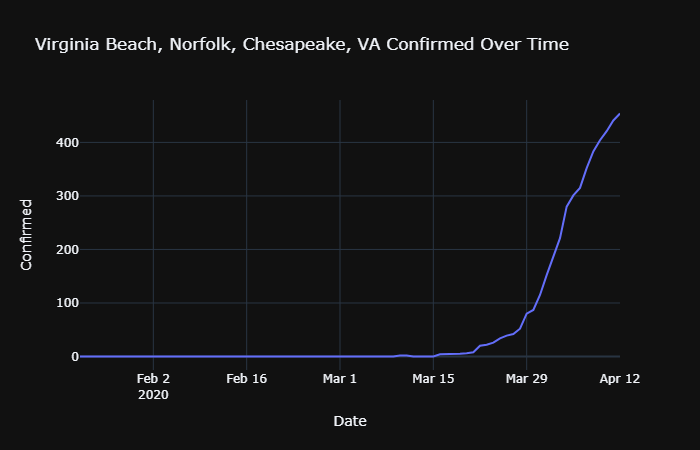 Virginia Beach, Norfolk, Chesapeake, VA Confirmed Over Time
Confirmed
400
300
200
100
0
Feb 2
2020
Feb 16
Mar 1
Mar 15
Mar 29
Apr 12
Date